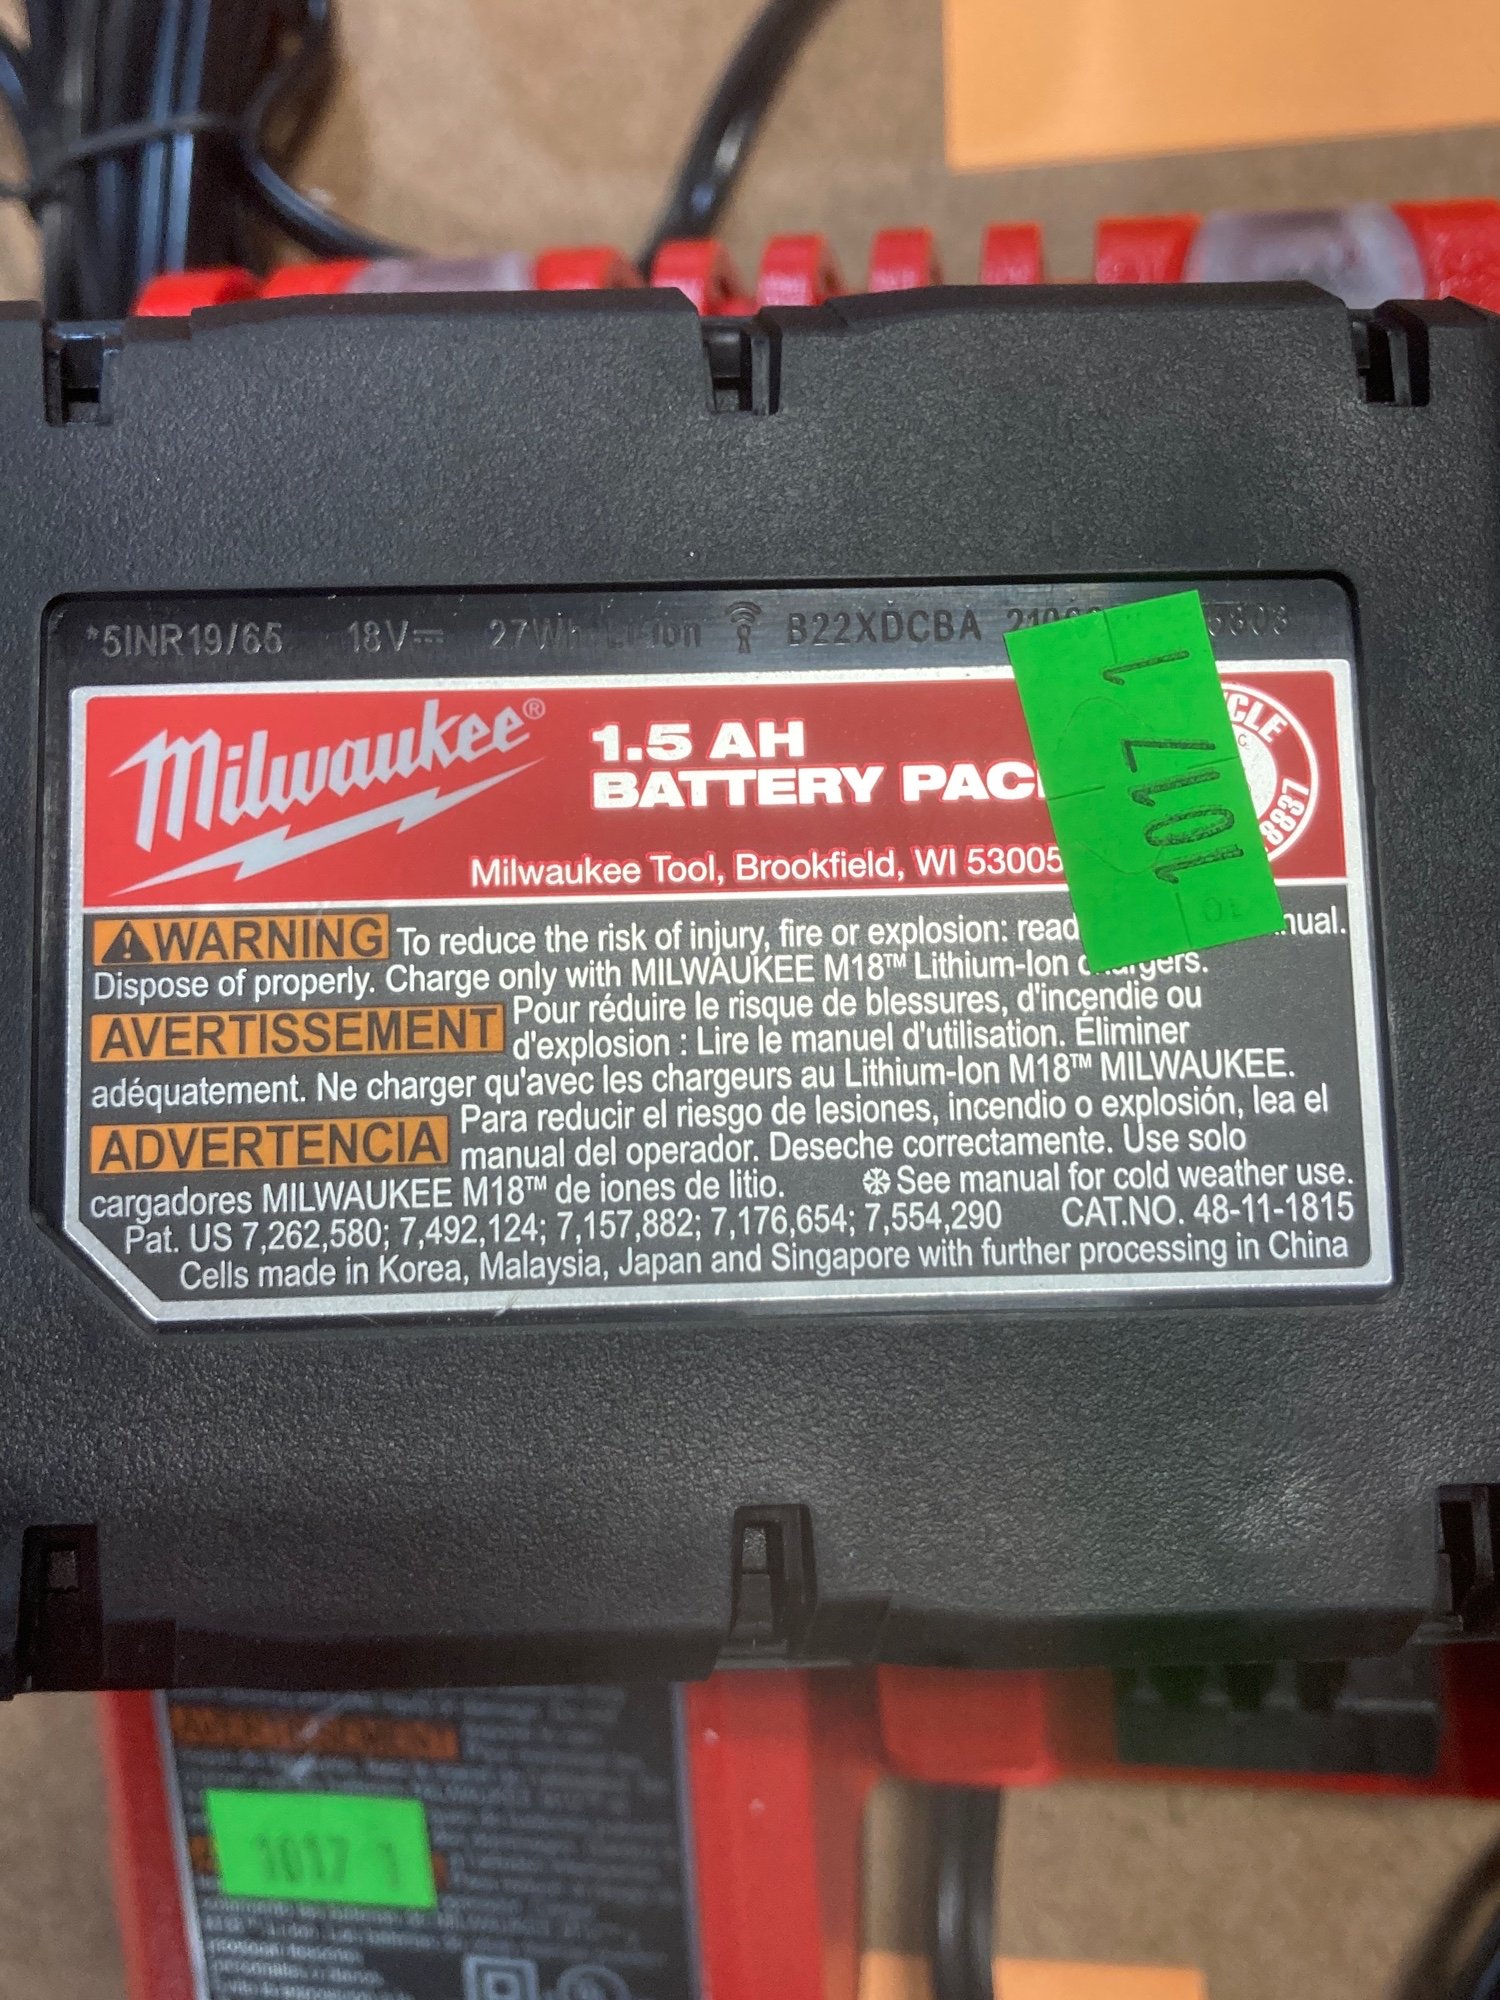 *5INR19/65 18V 27Wh Li-Ion B22XDCBA
Milwaukee®
1.5 AH
BATTERY
Milwaukee Tool, Brookfield, WI 53005
1017 1
8837
WARNING To reduce the risk of injury, fire or explosion: read
Dispose of properly. Charge only with MILWAUKEE M18™ Lithium-Ion
AVERTISSEMENT Pour réduire le risque de blessures, d'incendie ou
d'explosion : Lire le manuel d'utilisation. Éliminer
adéquatement. Ne charger qu'avec les chargeurs au Lithium-Ion M18™ MILWAUKEE.
ADVERTENCIA Para reducir el riesgo de lesiones, incendio o explosión, lea el
manual del operador. Deseche correctamente. Use solo
cargadores MILWAUKEE M18™ de iones de litio. See manual for cold weather use.
Pat. US 7,262,580; 7,492,124; 7,157,882; 7,176,654; 7,554,290 CAT.NO. 48-11-1815
Cells made in Korea, Malaysia, Japan and Singapore with further processing in China
1017 1